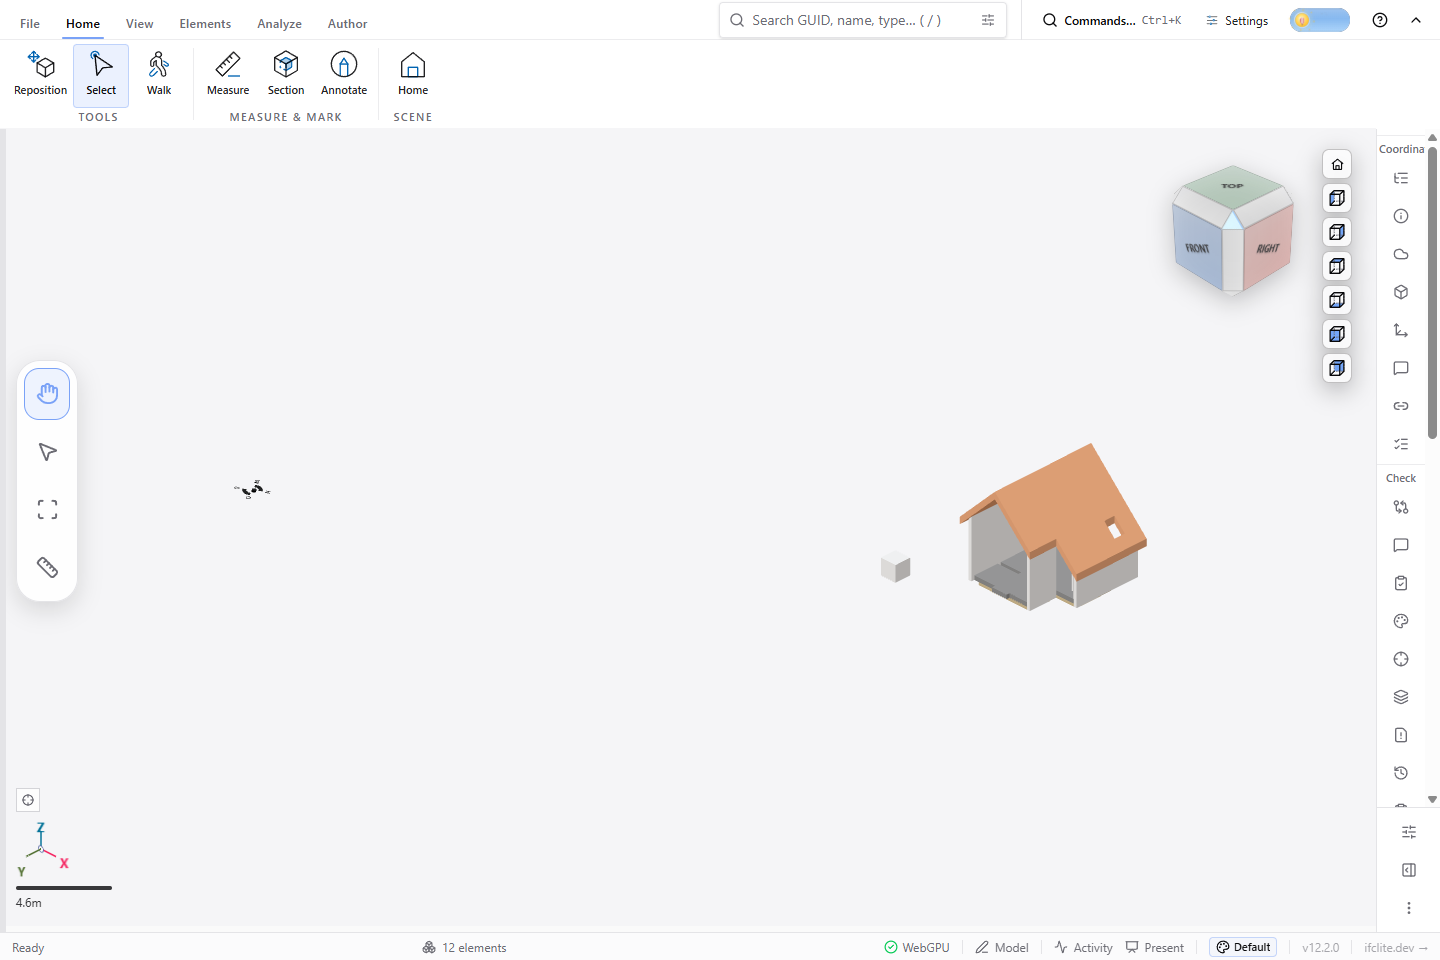 File Home View Elements Analyze Author
Search GUID, name, type... ( / )
Commands... Ctrl+K
Settings
Reposition Select Walk
Measure Section Annotate
Home
TOOLS
MEASURE & MARK
SCENE
TOP
FRONT
RIGHT
Coordina
Check
Z
X
Y
4.6m
Ready
12 elements
WebGPU
Model
Activity
Present
Default
v12.2.0
ifclite.dev →